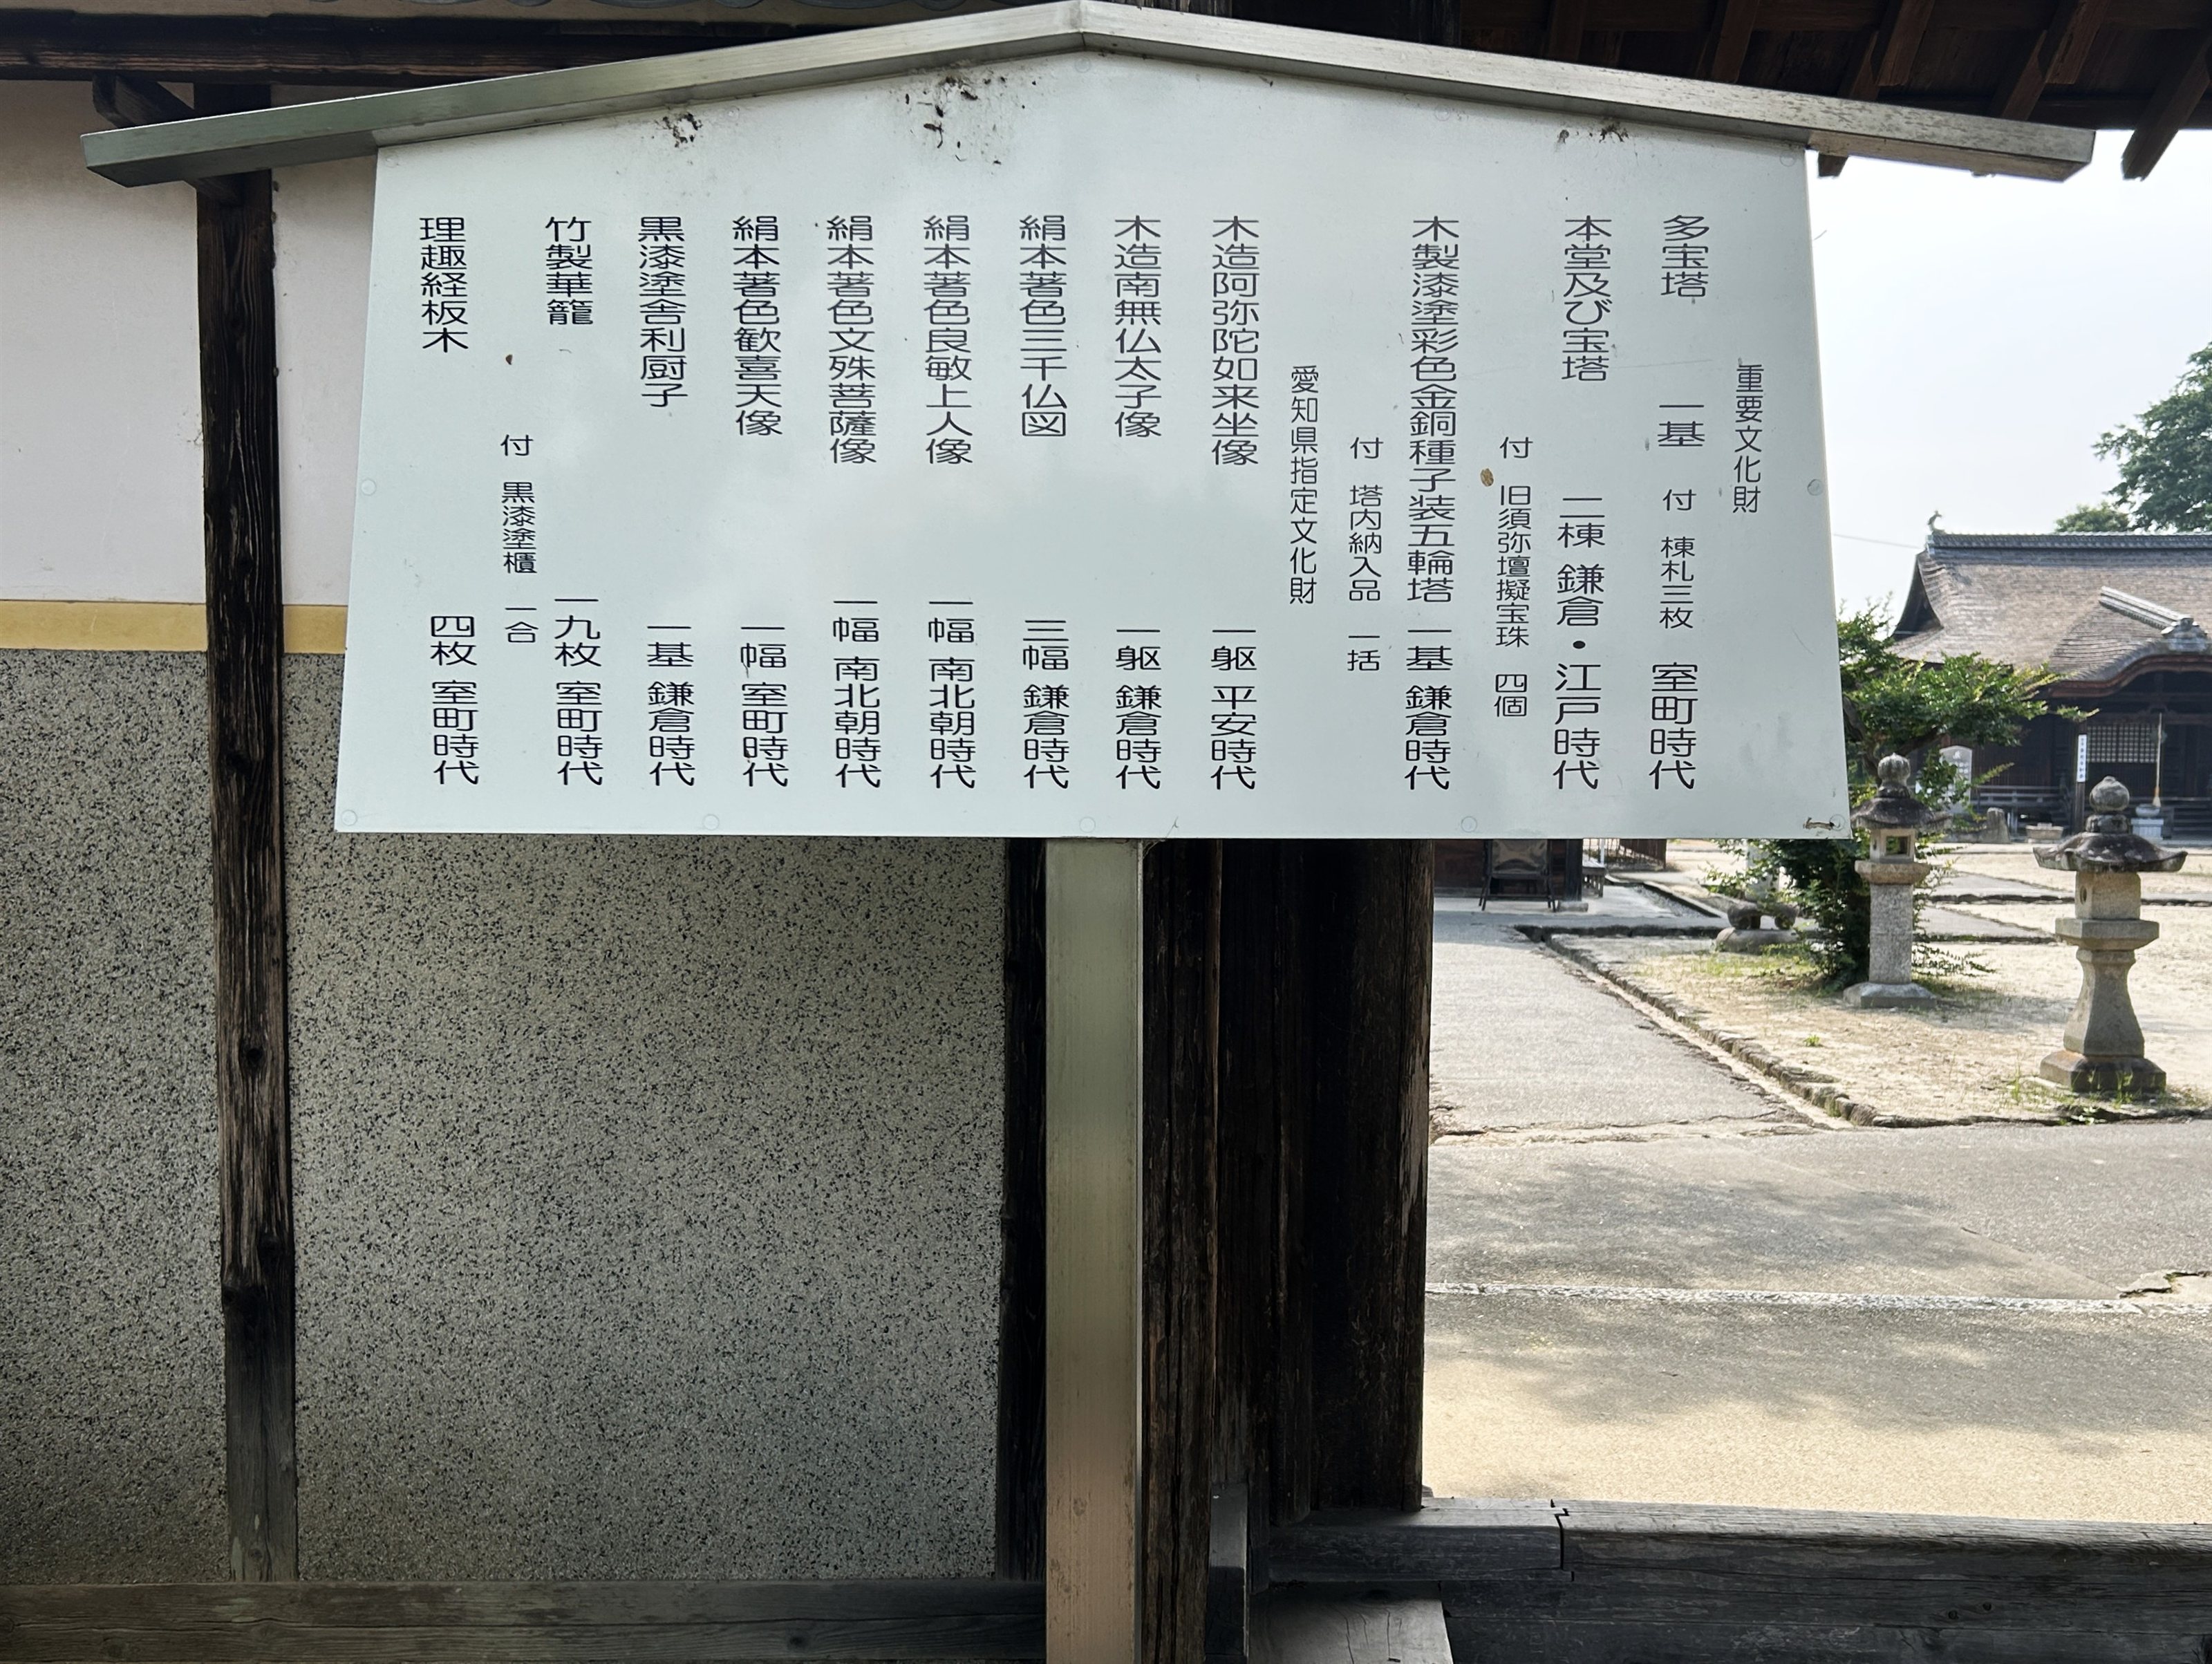 重要文化財
多宝塔 一基 付 棟札三枚 室町時代
本堂及び宝塔 二棟 鎌倉・江戸時代
付 旧須弥壇擬宝珠 四個
木製漆塗彩色金銅種子装五輪塔 一基 鎌倉時代
付 塔内納入品 一括
愛知県指定文化財
木造阿弥陀如来坐像 一躯 平安時代
木造南無仏太子像 一躯 鎌倉時代
絹本著色三千仏図 三幅 鎌倉時代
絹本著色良敏上人像 一幅 南北朝時代
絹本著色文殊菩薩像 一幅 南北朝時代
絹本著色歓喜天像 一幅 室町時代
黒漆塗舎利厨子 一基 鎌倉時代
竹製華籠 一九枚 室町時代
付 黒漆塗櫃 一合
理趣経板木 四枚 室町時代